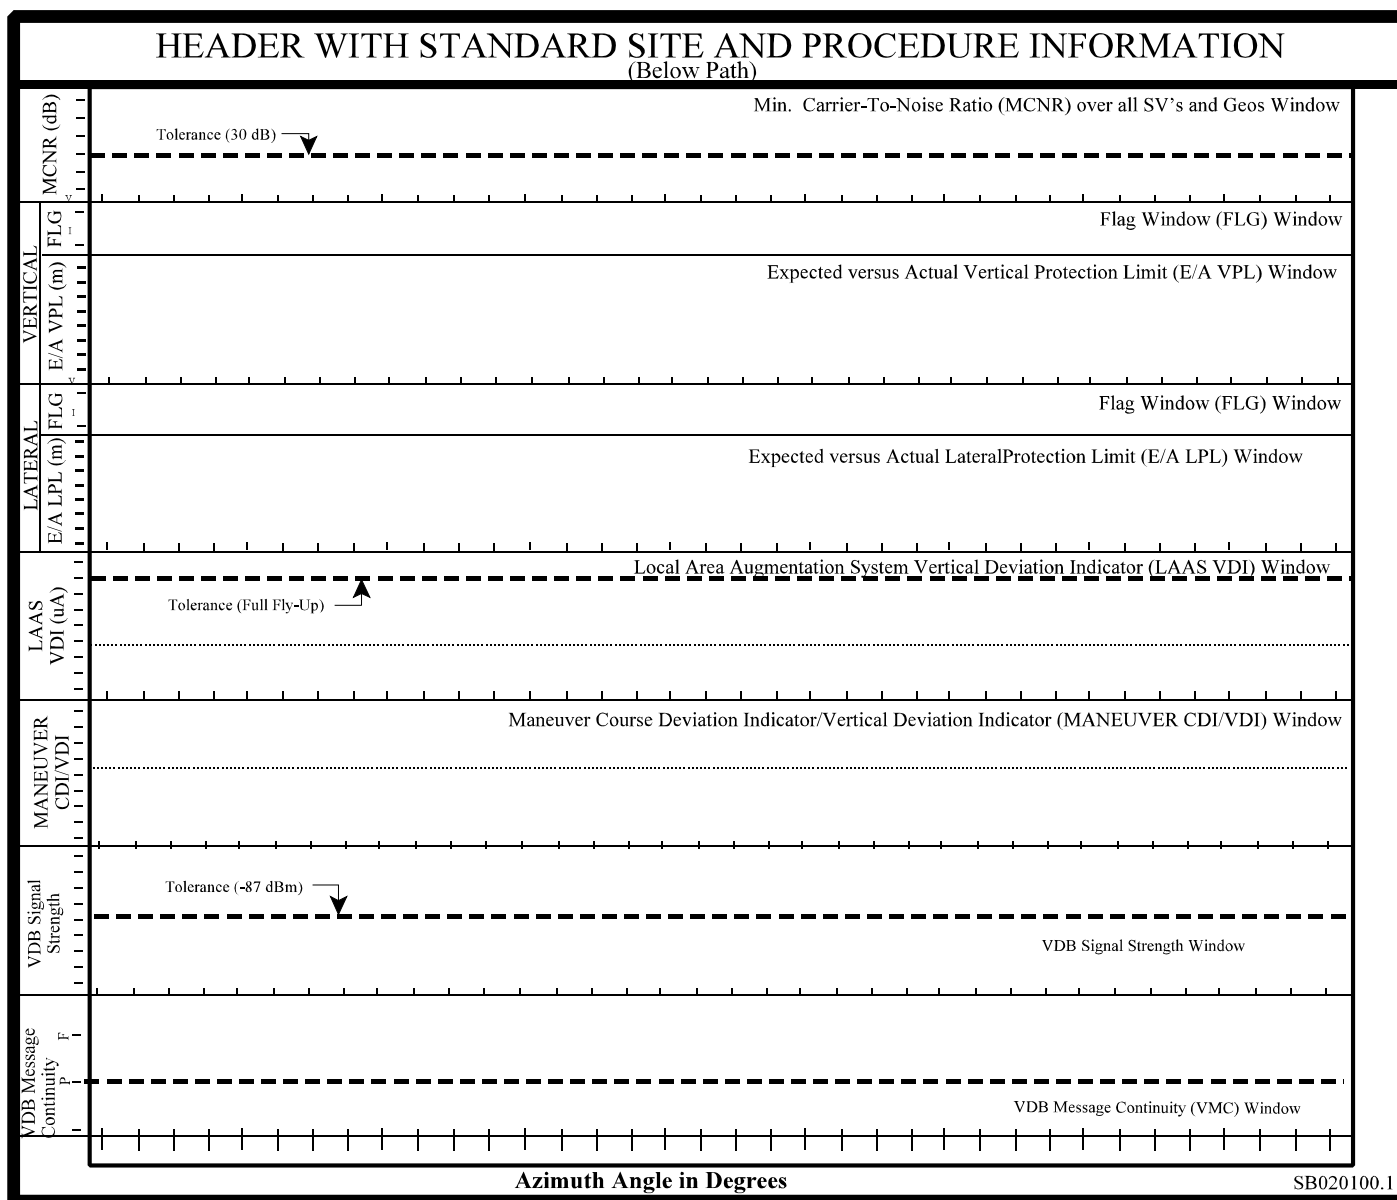 HEADER WITH STANDARD SITE AND PROCEDURE INFORMATION
(Below Path)
MCNR (dB)
Min. Carrier-To-Noise Ratio (MCNR) over all SV's and Geos Window
Tolerance (30 dB)
V
VERTICAL
FLG
I
Flag Window (FLG) Window
E/A VPL (m)
Expected versus Actual Vertical Protection Limit (E/A VPL) Window
V
LATERAL
FLG
I
Flag Window (FLG) Window
E/A LPL (m)
Expected versus Actual LateralProtection Limit (E/A LPL) Window
LAAS
VDI (uA)
Local Area Augmentation System Vertical Deviation Indicator (LAAS VDI) Window
Tolerance (Full Fly-Up)
MANEUVER
CDI/VDI
Maneuver Course Deviation Indicator/Vertical Deviation Indicator (MANEUVER CDI/VDI) Window
VDB Signal
Strength
Tolerance (-87 dBm)
VDB Signal Strength Window
VDB Message
Continuity
F
P
VDB Message Continuity (VMC) Window
Azimuth Angle in Degrees
SB020100.1